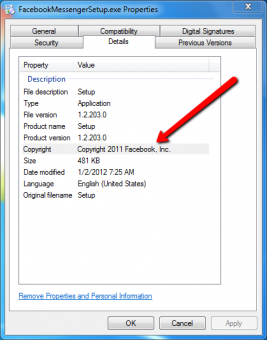 FacebookMessengerSetup.exe Properties
General Compatibility Digital Signatures
Security Details Previous Versions
Property Value
Description
File description Setup
Type Application
File version 1.2.203.0
Product name Setup
Product version 1.2.203.0
Copyright Copyright 2011 Facebook, Inc.
Size 481 KB
Date modified 1/2/2012 7:25 AM
Language English (United States)
Original filename Setup
Remove Properties and Personal Information
OK Cancel Apply